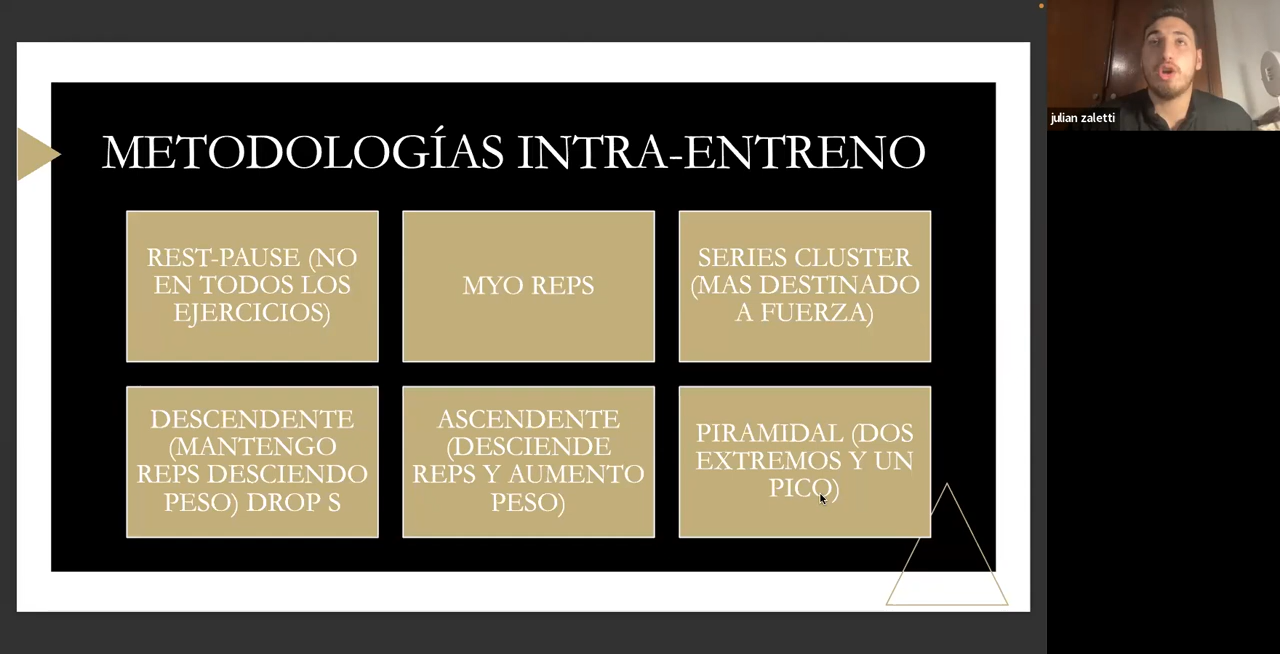 METODOLOGÍAS INTRA-ENTRENO
REST-PAUSE (NO
EN TODOS LOS
EJERCICIOS)
MYO REPS
SERIES CLUSTER
(MAS DESTINADO
A FUERZA)
DESCENDENTE
(MANTENGO
REPS DESCIENDO
PESO) DROP S
ASCENDENTE
(DESCIENDE
REPS Y AUMENTO
PESO)
PIRAMIDAL (DOS
EXTREMOS Y UN
PICO)
julian zaletti